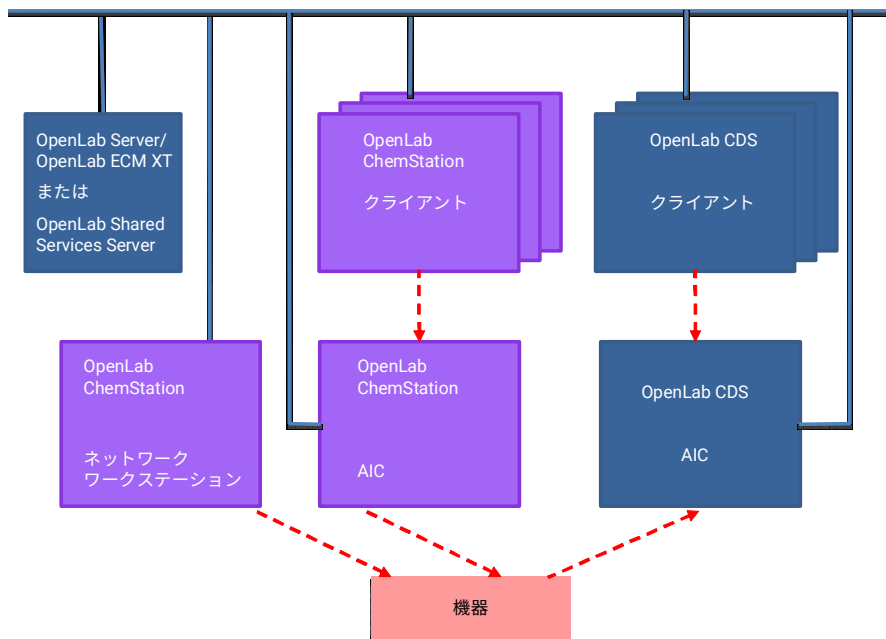 OpenLab Server/
OpenLab ECM XT
または
OpenLab Shared
Services Server
OpenLab
ChemStation
クライアント
OpenLab CDS
クライアント
OpenLab
ChemStation
ネットワーク
ワークステーション
OpenLab
ChemStation
AIC
OpenLab CDS
AIC
機器